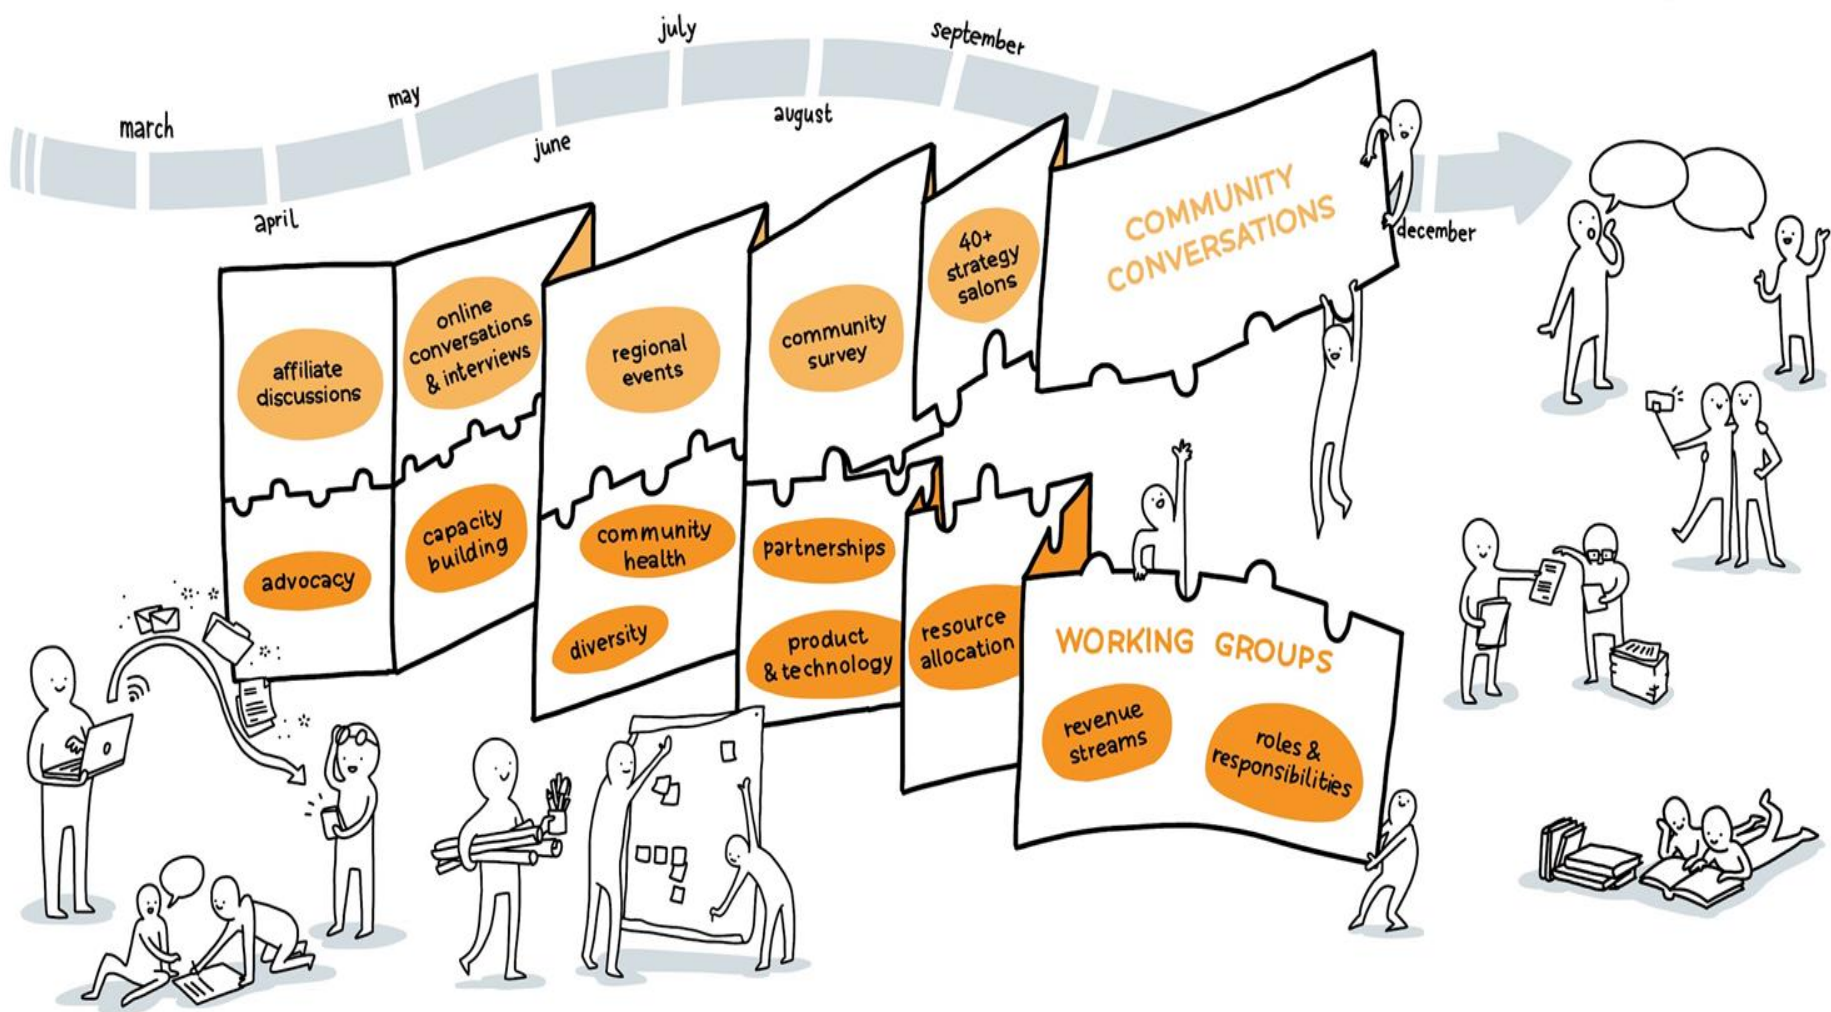 march
april
may
june
july
august
september
december
affiliate
discussions
online
conversations
& interviews
regional
events
community
survey
40+
strategy
salons
COMMUNITY
CONVERSATIONS
advocacy
capacity
building
community
health
diversity
partnerships
product
& technology
resource
allocation
WORKING GROUPS
revenue
streams
roles &
responsibilities